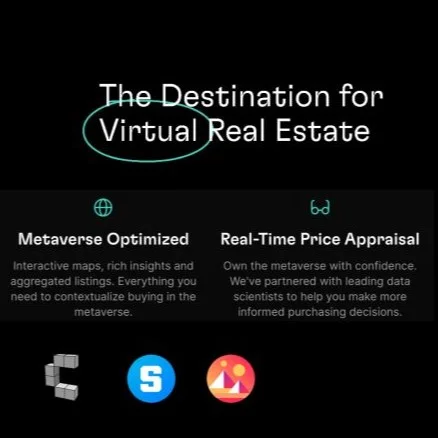 The Destination for
Virtual Real Estate
Metaverse Optimized
Interactive maps, rich insights and
aggregated listings. Everything you
need to contextualize buying in the
metaverse.
Real-Time Price Appraisal
Own the metaverse with confidence.
We've partnered with leading data
scientists to help you make more
informed purchasing decisions.
S